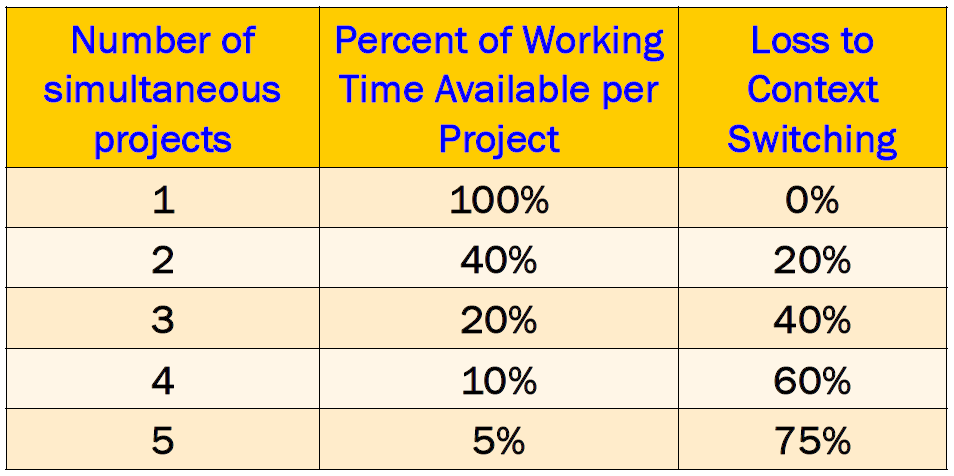 Number of simultaneous projects | Percent of Working Time Available per Project | Loss to Context Switching
1 | 100% | 0%
2 | 40% | 20%
3 | 20% | 40%
4 | 10% | 60%
5 | 5% | 75%